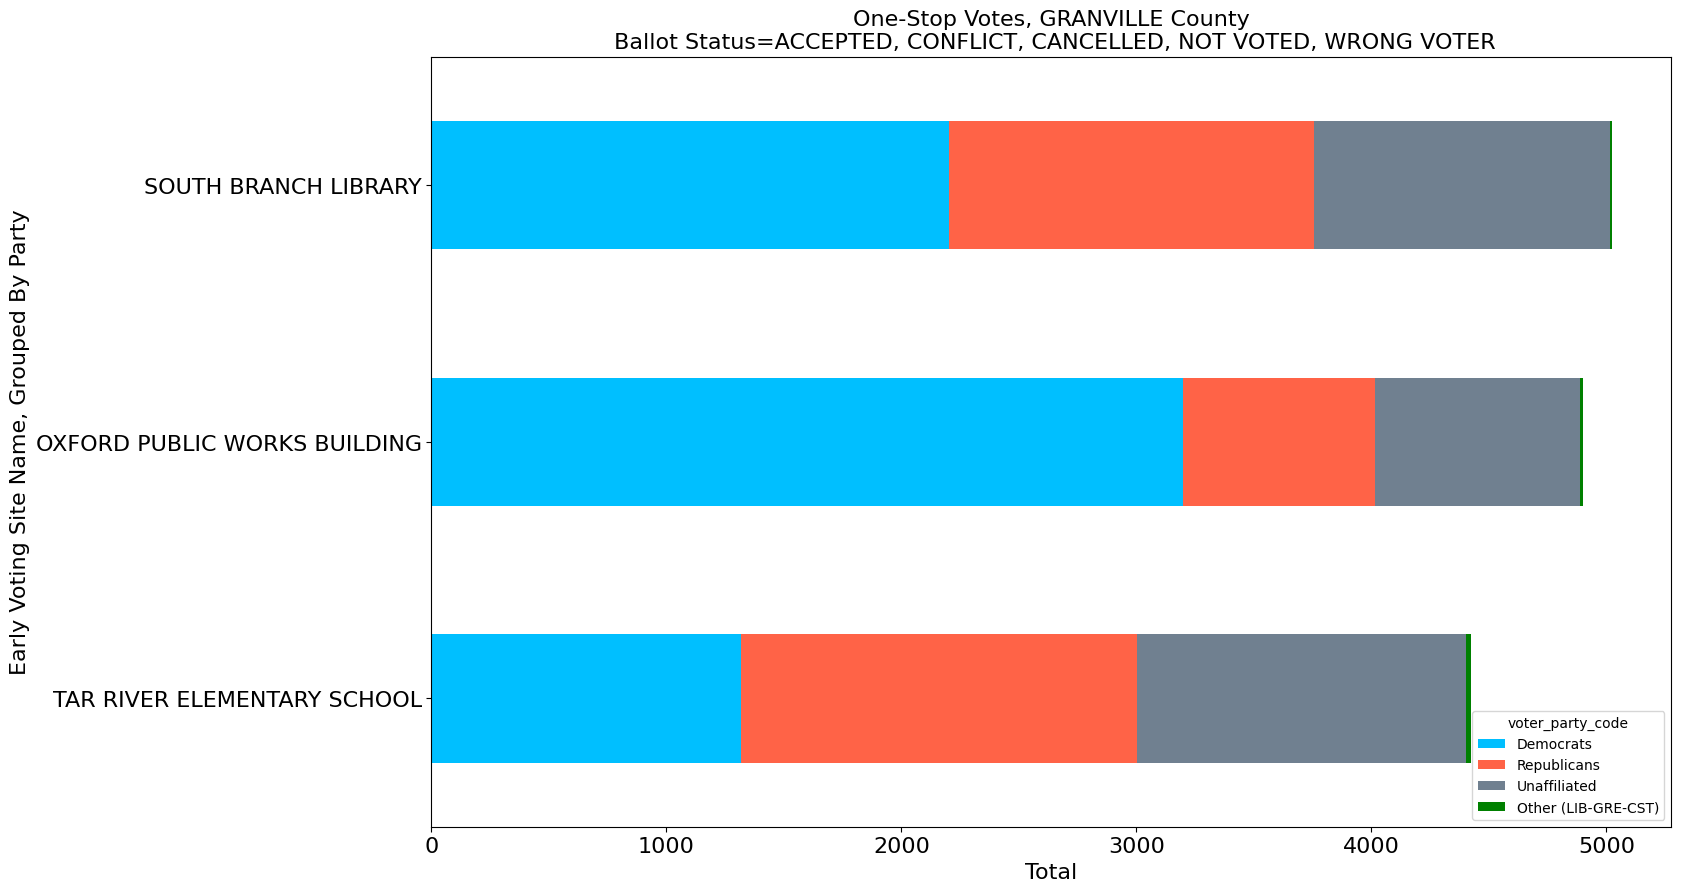 One-Stop Votes, GRANVILLE County
Ballot Status=ACCEPTED, CONFLICT, CANCELLED, NOT VOTED, WRONG VOTER
Early Voting Site Name, Grouped By Party
SOUTH BRANCH LIBRARY
OXFORD PUBLIC WORKS BUILDING
TAR RIVER ELEMENTARY SCHOOL
voter_party_code
Democrats
Republicans
Unaffiliated
Other (LIB-GRE-CST)
0 1000 2000 3000 4000 5000
Total